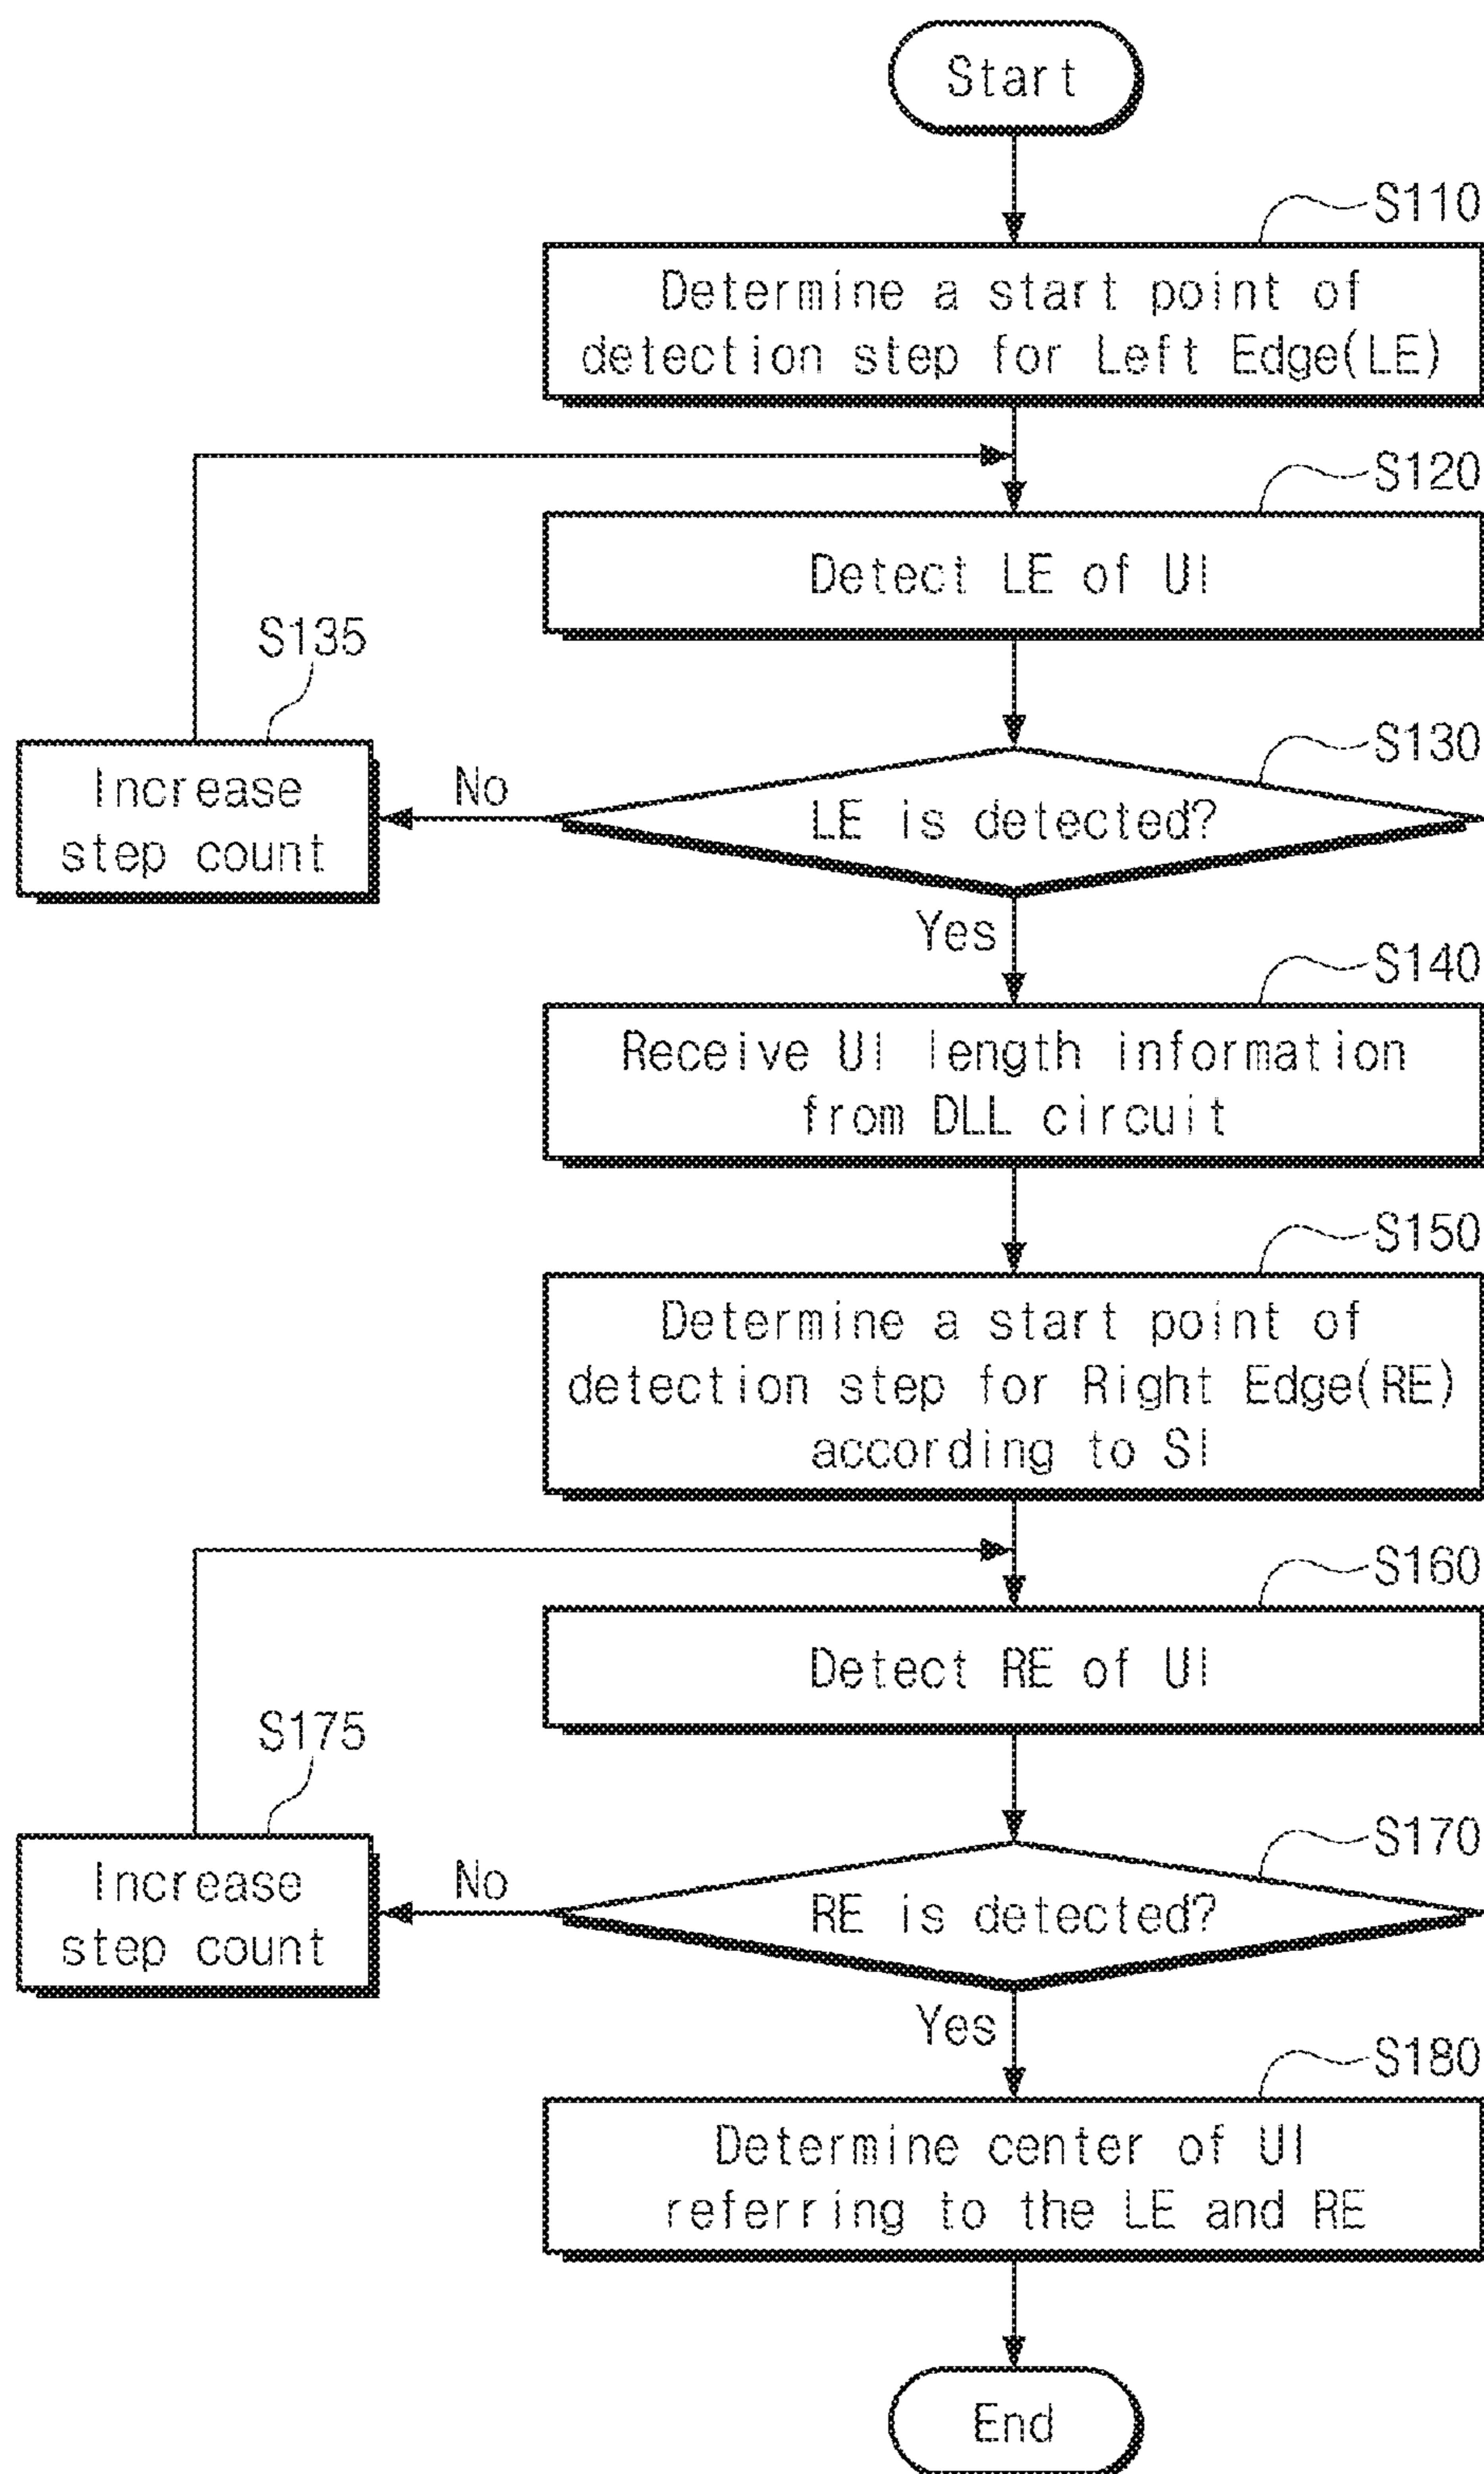 Start
S110
Determine a start point of
detection step for Left Edge(LE)
S120
Detect LE of UI
S135
Increase
step count
No
S130
LE is detected?
Yes
S140
Receive UI length information
from DLL circuit
S150
Determine a start point of
detection step for Right Edge(RE)
according to SI
S160
Detect RE of UI
S175
Increase
step count
No
S170
RE is detected?
Yes
S180
Determine center of UI
referring to the LE and RE
End